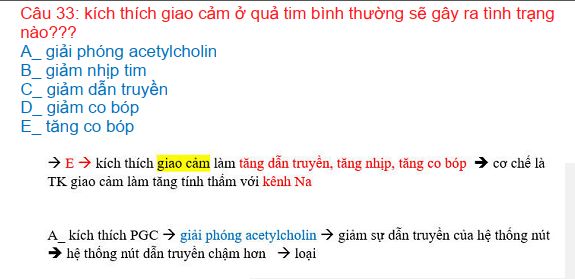 Câu 33: kích thích giao cảm ở quả tim bình thường sẽ gây ra tình trạng
nào???
A_ giải phóng acetylcholin
B_ giảm nhịp tim
C_ giảm dẫn truyền
D_ giảm co bóp
E_ tăng co bóp
→ E → kích thích giao cảm làm tăng dẫn truyền, tăng nhịp, tăng co bóp ➔ cơ chế là
TK giao cảm làm tăng tính thấm với kênh Na
A_ kích thích PGC → giải phóng acetylcholin → giảm sự dẫn truyền của hệ thống nút
➔ hệ thống nút dẫn truyền chậm hơn → loại